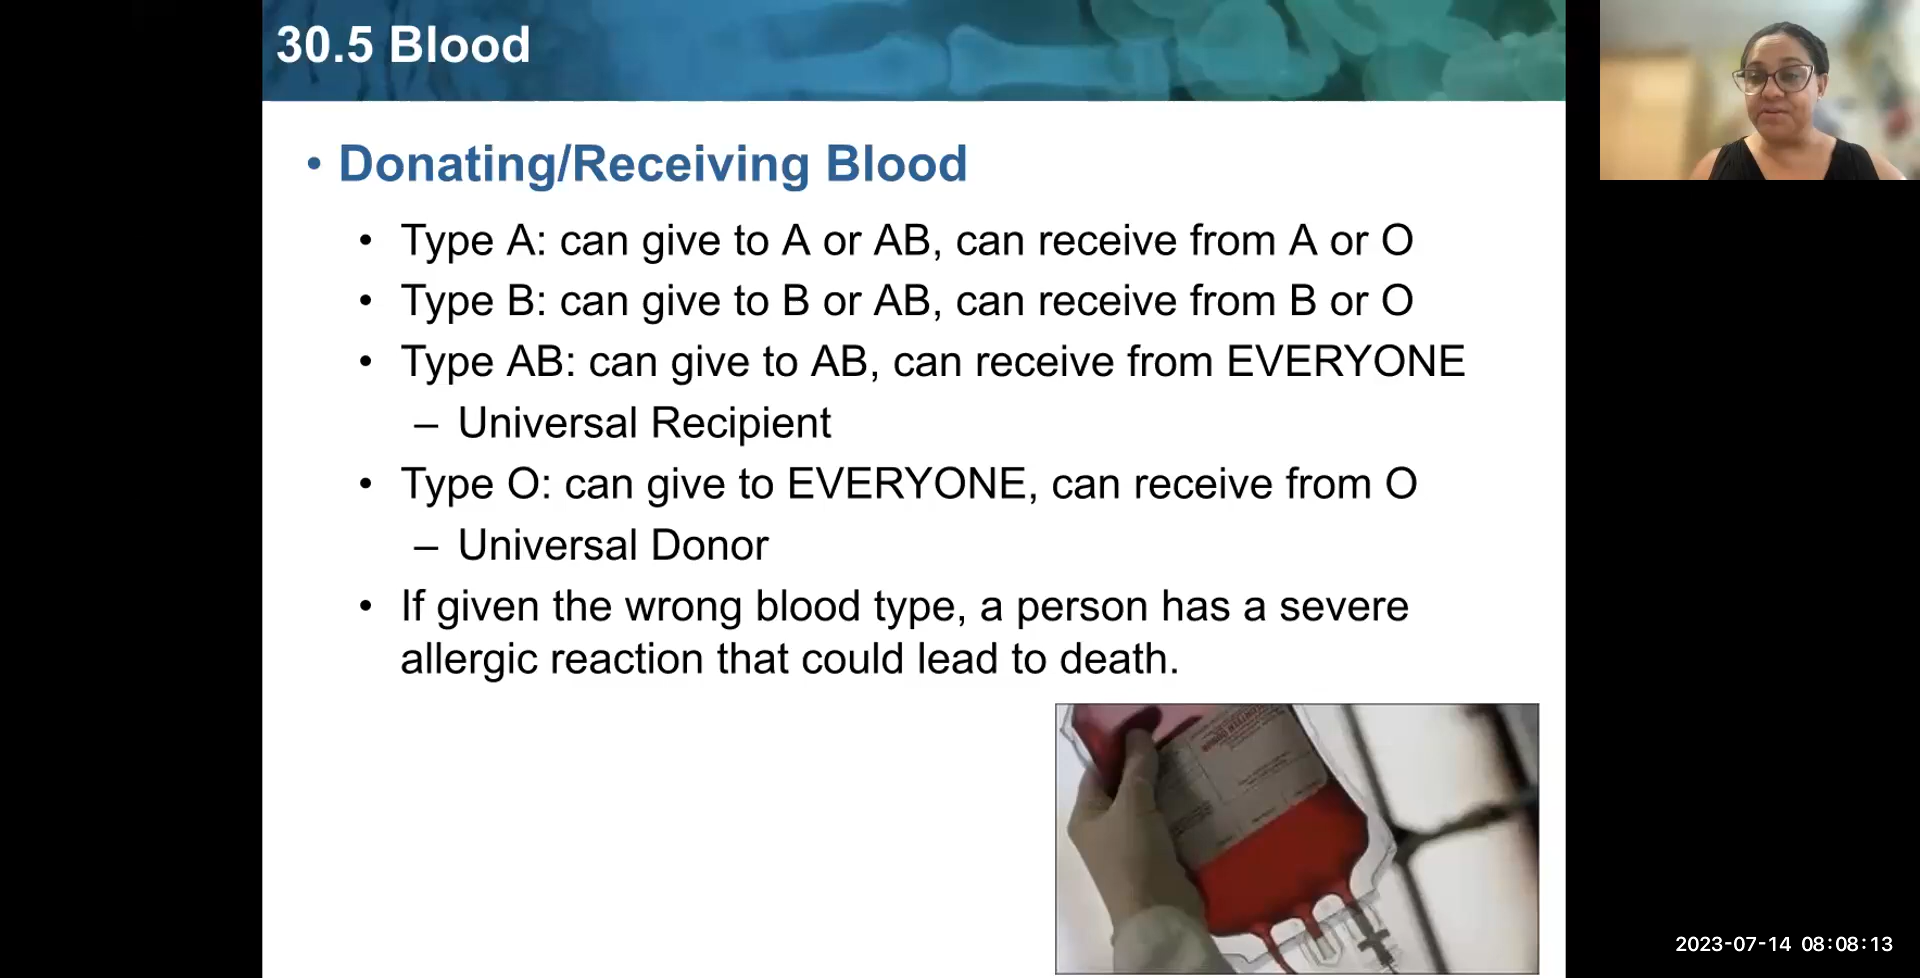 30.5 Blood
• Donating/Receiving Blood
• Type A: can give to A or AB, can receive from A or O
• Type B: can give to B or AB, can receive from B or O
• Type AB: can give to AB, can receive from EVERYONE
– Universal Recipient
• Type O: can give to EVERYONE, can receive from O
– Universal Donor
• If given the wrong blood type, a person has a severe
allergic reaction that could lead to death.
2023-07-14 08:08:13